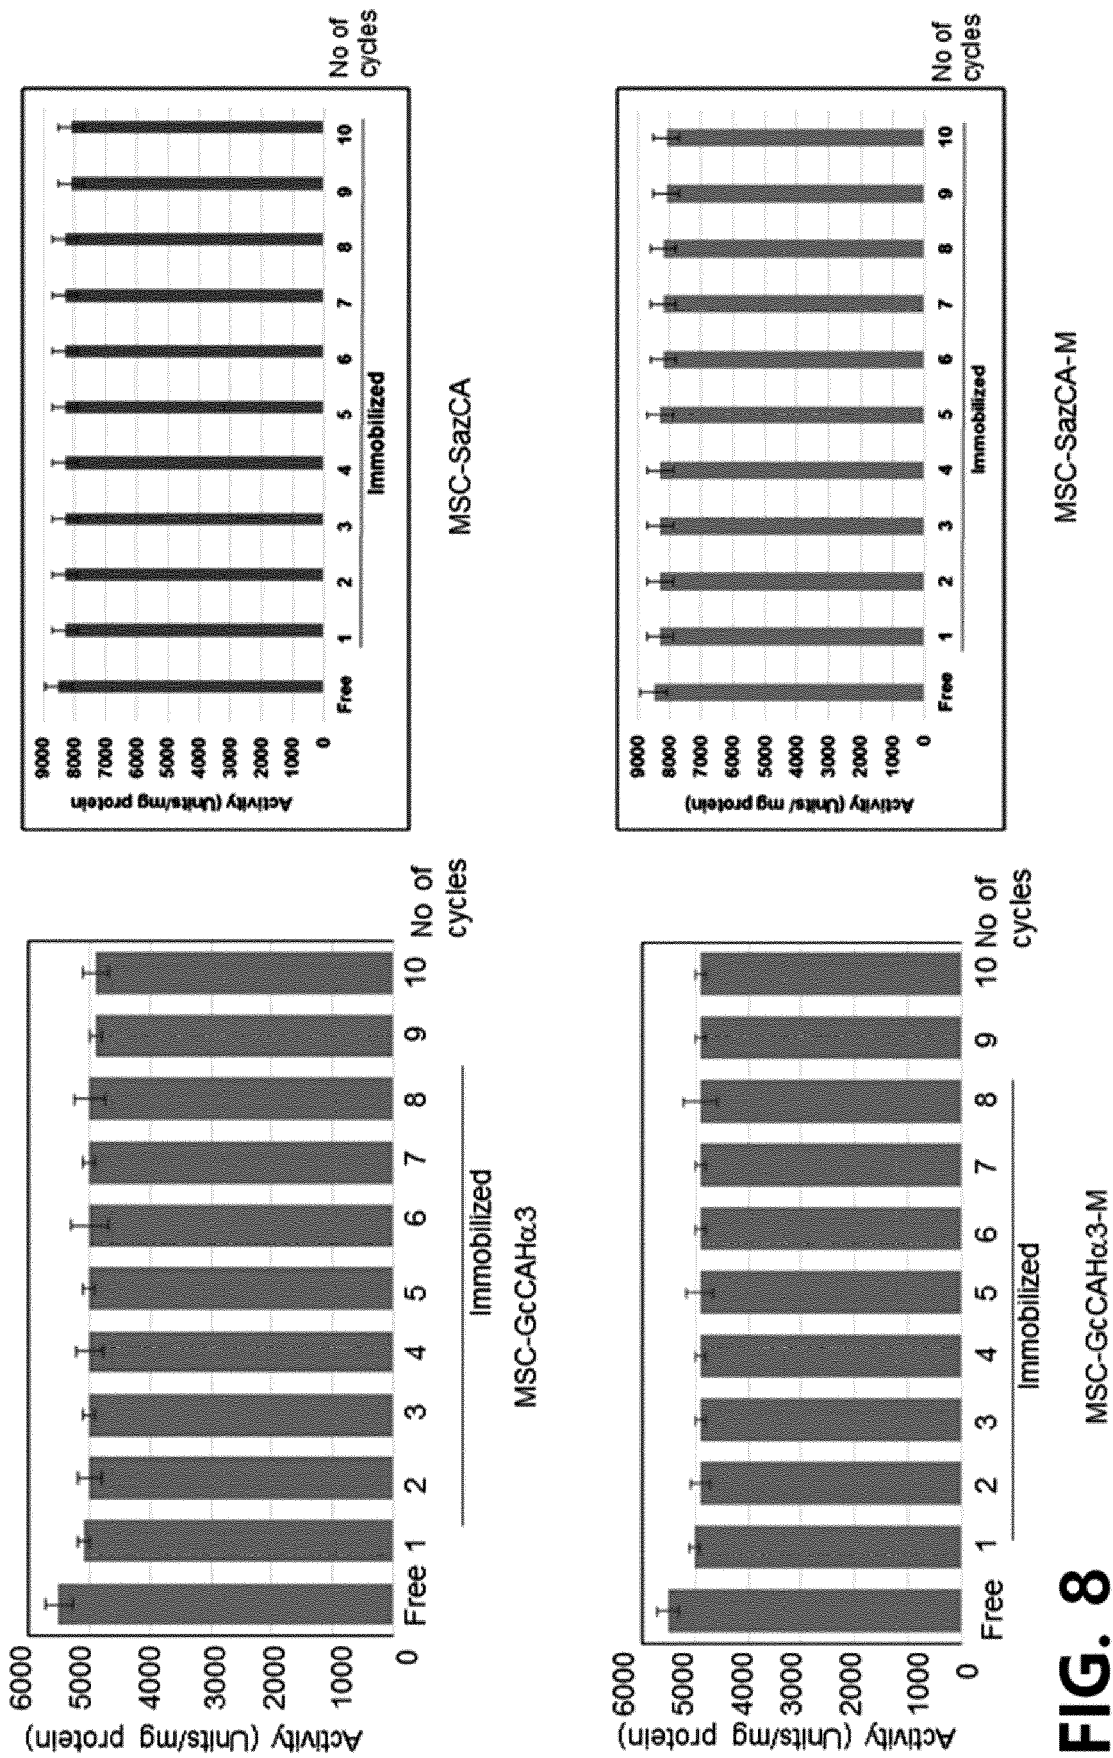 6000
5000
4000
3000
2000
1000
0
Activity (Units/mg protein)
Free 1 2 3 4 5 6 7 8 9 10
No of
cycles
Immobilized
MSC-GcCAHα3
9000
8000
7000
6000
5000
4000
3000
2000
1000
0
Activity (Units/mg protein
Free 1 2 3 4 5 6 7 8 9 10
No of
cycles
Immobilized
MSC-SazCA
6000
5000
4000
3000
2000
1000
0
Activity (Units/mg protein)
Free 1 2 3 4 5 6 7 8 9 10
No of
cycles
Immobilized
MSC-GcCAHα3-M
9000
8000
7000
6000
5000
4000
3000
2000
1000
0
Activity (Units/ mg protein)
Free 1 2 3 4 5 6 7 8 9 10
No of
cycles
Immobilized
MSC-SazCA-M
FIG. 8